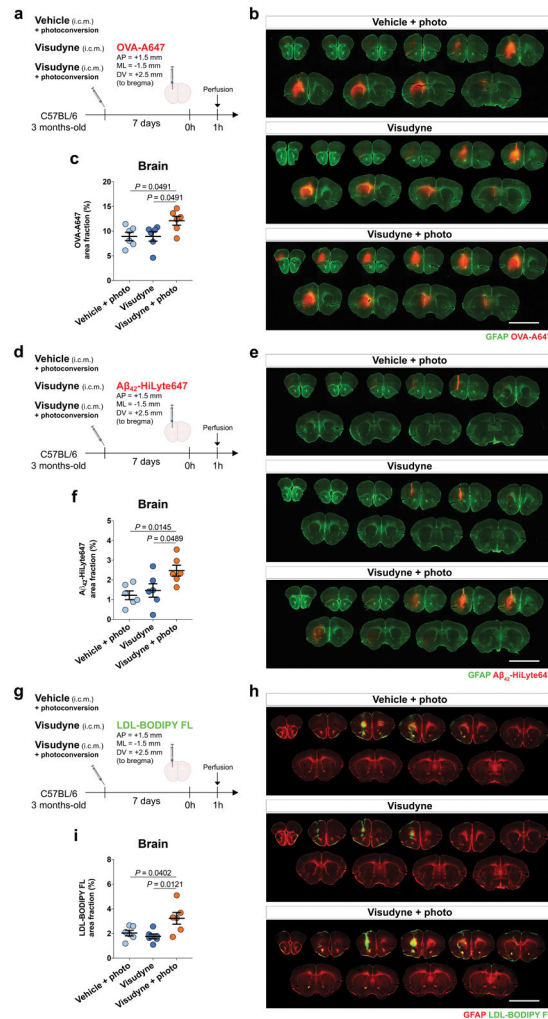 a
Vehicle (i.c.m.)
+ photoconversion
Visudyne (i.c.m.)
OVA-A647
Visudyne (i.c.m.)
+ photoconversion
AP = +1.5 mm
ML = -1.5 mm
DV = +2.5 mm
(to bregma)
Perfusion
C57BL/6
3 months-old
7 days
0h
1h
b
Vehicle + photo
Visudyne
Visudyne + photo
GFAP OVA-A647
c
Brain
P = 0.0491
P = 0.0491
OVA-A647
area fraction (%)
20
15
10
5
0
Vehicle + photo
Visudyne
Visudyne + photo
d
Vehicle (i.c.m.)
+ photoconversion
Visudyne (i.c.m.)
Aβ42-HiLyte647
Visudyne (i.c.m.)
+ photoconversion
AP = +1.5 mm
ML = -1.5 mm
DV = +2.5 mm
(to bregma)
Perfusion
C57BL/6
3 months-old
7 days
0h
1h
e
Vehicle + photo
Visudyne
Visudyne + photo
GFAP Aβ42-HiLyte64
f
Brain
P = 0.0145
P = 0.0489
Aβ42-HiLyte647
area fraction (%)
5
4
3
2
1
0
Vehicle + photo
Visudyne
Visudyne + photo
g
Vehicle (i.c.m.)
+ photoconversion
Visudyne (i.c.m.)
LDL-BODIPY FL
Visudyne (i.c.m.)
+ photoconversion
AP = +1.5 mm
ML = -1.5 mm
DV = +2.5 mm
(to bregma)
Perfusion
C57BL/6
3 months-old
7 days
0h
1h
h
Vehicle + photo
Visudyne
Visudyne + photo
GFAP LDL-BODIPY F
i
Brain
P = 0.0402
P = 0.0121
LDL-BODIPY FL
area fraction (%)
8
6
4
2
0
Vehicle + photo
Visudyne
Visudyne + photo